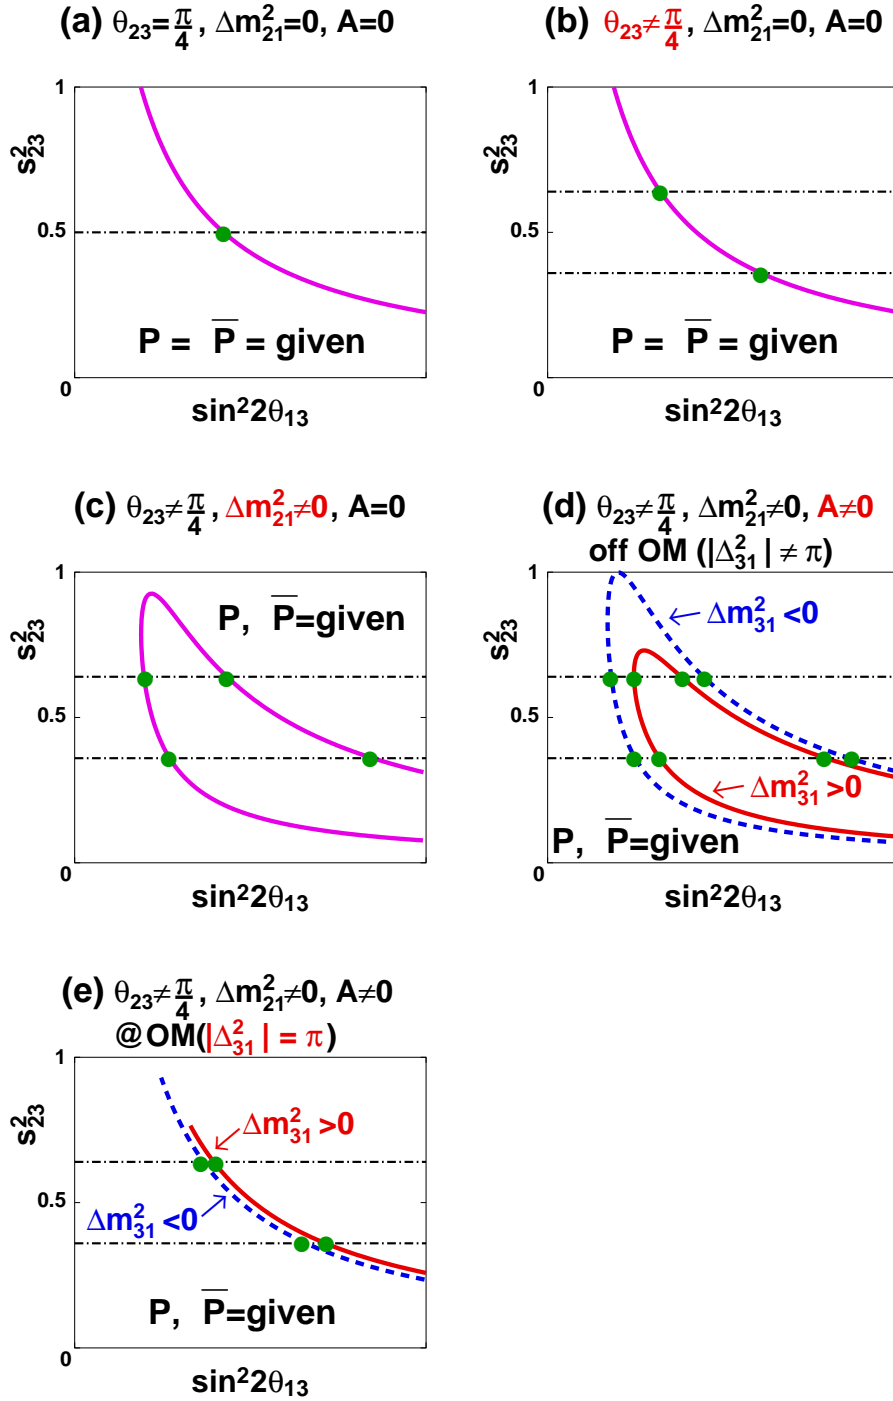 (a) θ₂₃=π/4, Δm²₂₁=0, A=0
1
s²₂₃
0.5
P = P̅ = given
0
sin²2θ₁₃
(b) θ₂₃≠π/4, Δm²₂₁=0, A=0
1
s²₂₃
0.5
P = P̅ = given
0
sin²2θ₁₃
(c) θ₂₃≠π/4, Δm²₂₁≠0, A=0
1
s²₂₃
P, P̅=given
0.5
0
sin²2θ₁₃
(d) θ₂₃≠π/4, Δm²₂₁≠0, A≠0
off OM (|Δ²₃₁| ≠ π)
1
s²₂₃
Δm²₃₁<0
0.5
Δm²₃₁>0
P, P̅=given
0
sin²2θ₁₃
(e) θ₂₃≠π/4, Δm²₂₁≠0, A≠0
@OM(|Δ²₃₁| = π)
1
s²₂₃
Δm²₃₁>0
0.5
Δm²₃₁<0
P, P̅=given
0
sin²2θ₁₃